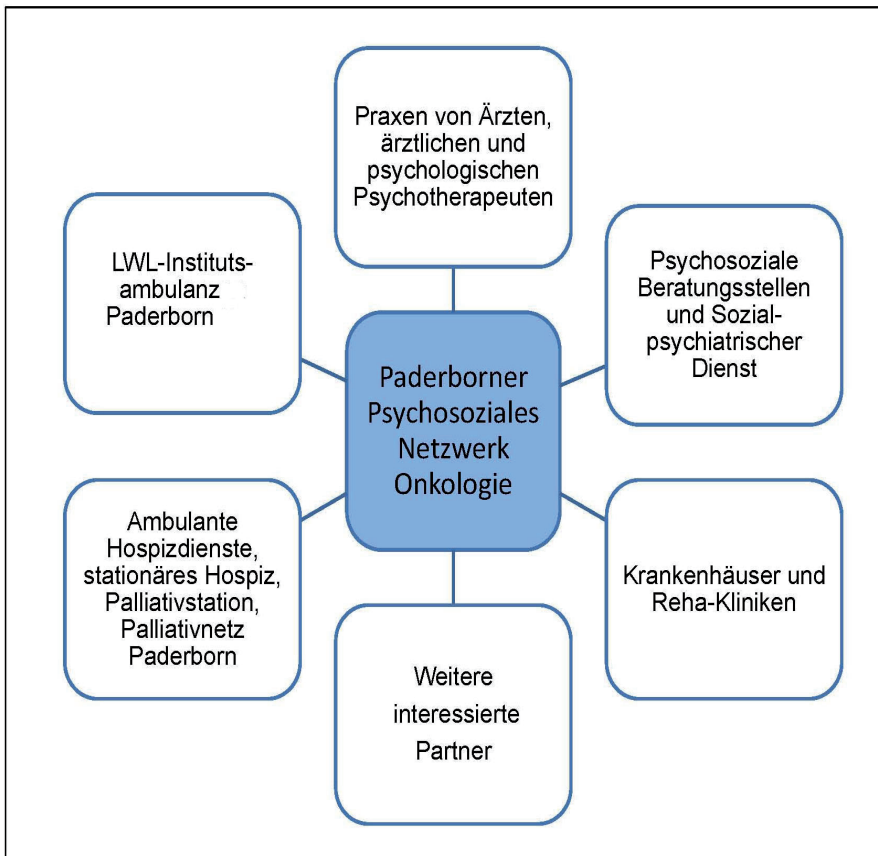 Praxen von Ärzten,
ärztlichen und
psychologischen
Psychotherapeuten
LWL-Instituts-
ambulanz
Paderborn
Psychosoziale
Beratungsstellen
und Sozial-
psychiatrischer
Dienst
Paderborner
Psychosoziales
Netzwerk
Onkologie
Ambulante
Hospizdienste,
stationäres Hospiz,
Palliativstation,
Palliativnetz
Paderborn
Krankenhäuser und
Reha-Kliniken
Weitere
interessierte
Partner